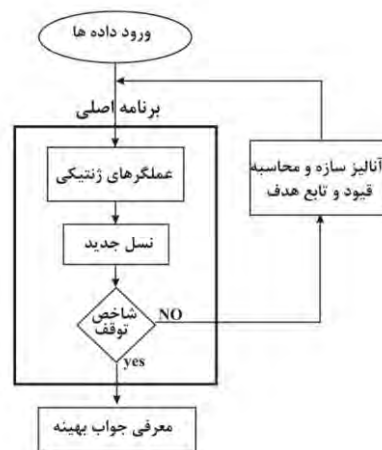 ورود داده ها
برنامه اصلی
عملگرهای ژنتیکی
آنالیز سازه و محاسبه
قیود و تابع هدف
نسل جدید
شاخص
توقف
NO
yes
معرفی جواب بهینه